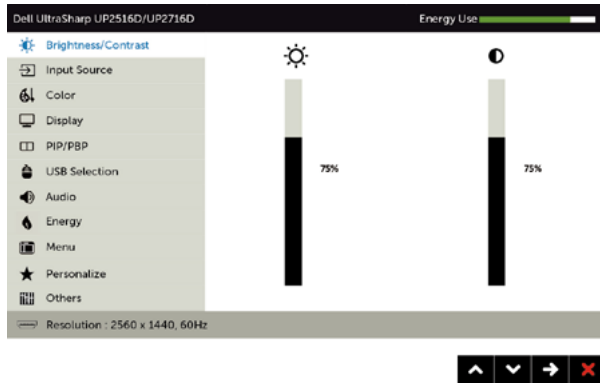 Dell UltraSharp UP2516D/UP2716D Energy Use
Brightness/Contrast
Input Source
Color
Display
PIP/PBP
USB Selection
75% 75%
Audio
Energy
Menu
Personalize
Others
Resolution : 2560 x 1440, 60Hz